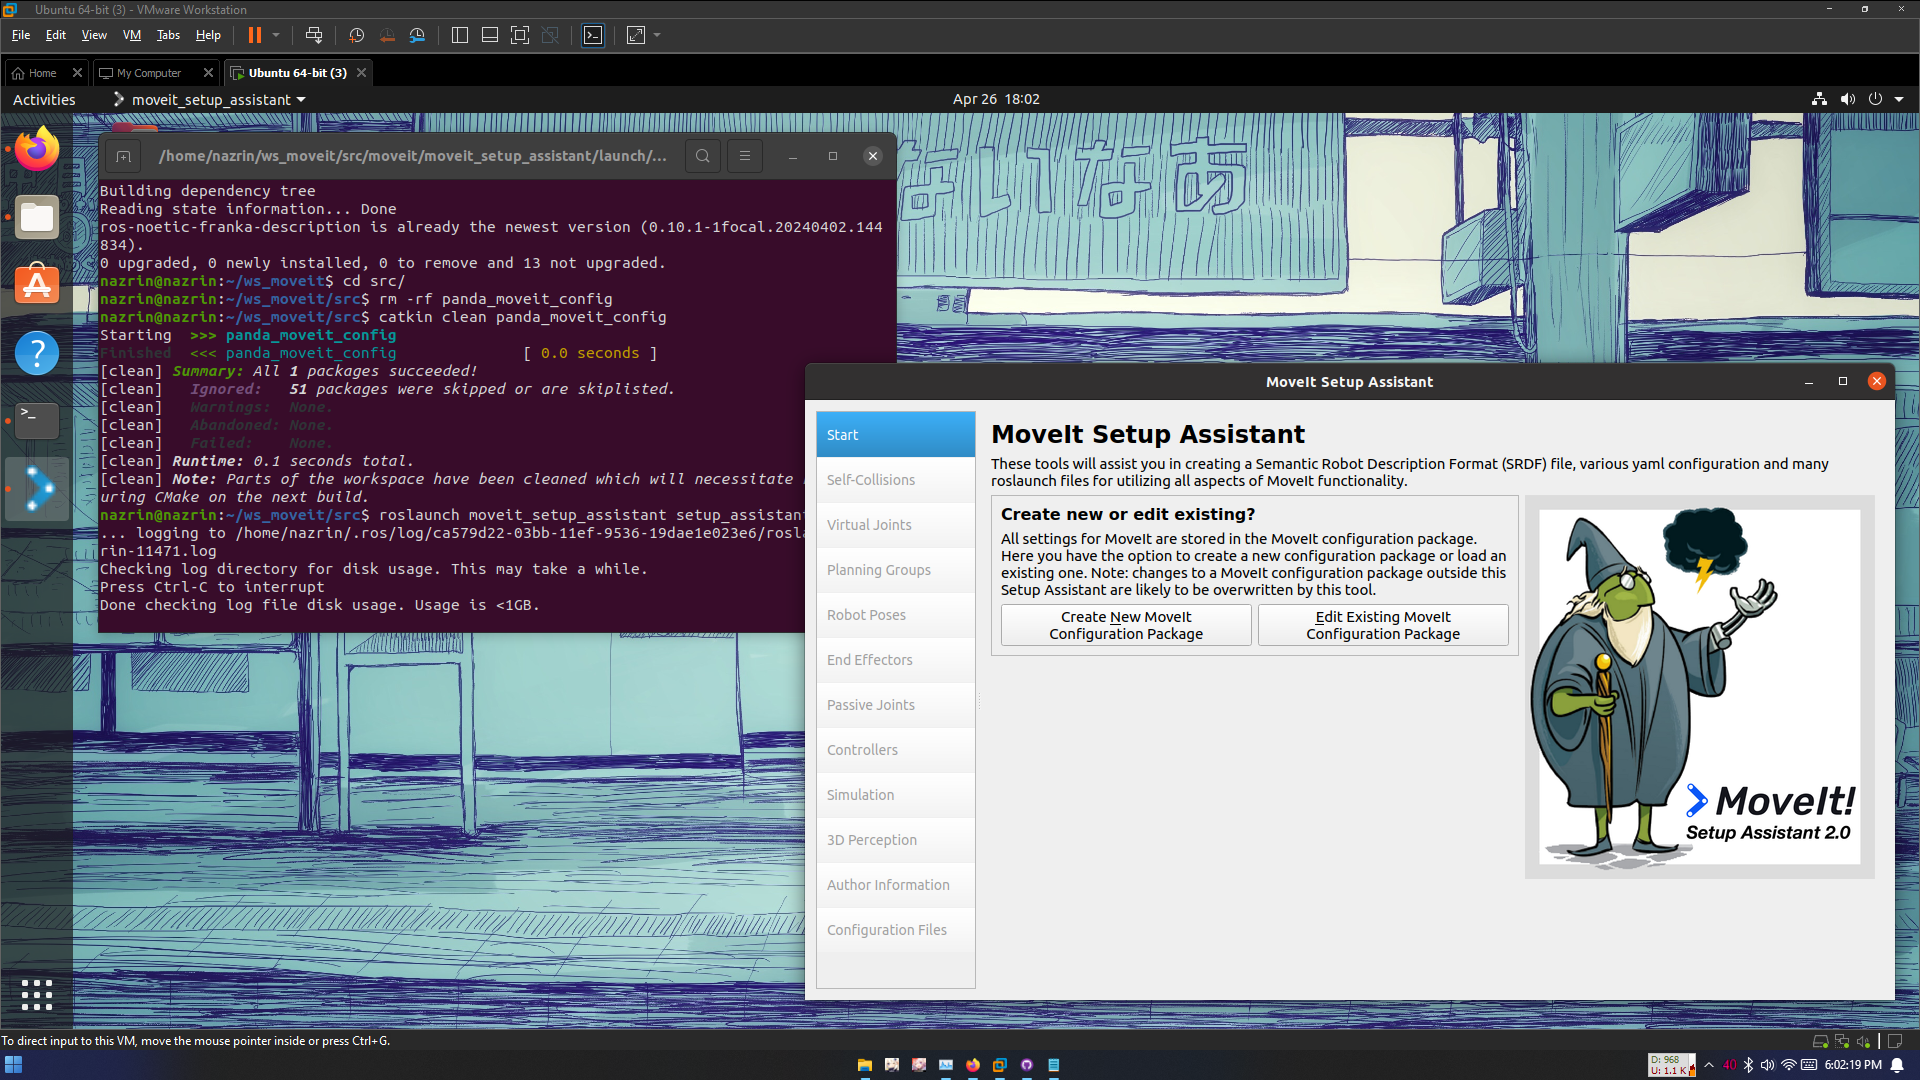 Ubuntu 64-bit (3) - VMware Workstation
File Edit View VM Tabs Help
Home My Computer Ubuntu 64-bit (3)
Activities moveit_setup_assistant Apr 26 18:02
/home/nazrin/ws_moveit/src/moveit/moveit_setup_assistant/launch/...
Building dependency tree
Reading state information... Done
ros-noetic-franka-description is already the newest version (0.10.1-1focal.20240402.144
834).
0 upgraded, 0 newly installed, 0 to remove and 13 not upgraded.
nazrin@nazrin:~/ws_moveit$ cd src/
nazrin@nazrin:~/ws_moveit/src$ rm -rf panda_moveit_config
nazrin@nazrin:~/ws_moveit/src$ catkin clean panda_moveit_config
Starting >>> panda_moveit_config
Finished <<< panda_moveit_config [ 0.0 seconds ]
[clean] Summary: All 1 packages succeeded!
[clean] Ignored: 51 packages were skipped or are skiplisted.
[clean] Warnings: None.
[clean] Abandoned: None.
[clean] Failed: None.
[clean] Runtime: 0.1 seconds total.
[clean] Note: Parts of the workspace have been cleaned which will necessitate
uring CMake on the next build.
nazrin@nazrin:~/ws_moveit/src$ roslaunch moveit_setup_assistant setup_assistan
... logging to /home/nazrin/.ros/log/ca579d22-03bb-11ef-9536-19dae1e023e6/rosl
rin-11471.log
Checking log directory for disk usage. This may take a while.
Press Ctrl-C to interrupt
Done checking log file disk usage. Usage is <1GB.
MoveIt Setup Assistant
Start
Self-Collisions
Virtual Joints
Planning Groups
Robot Poses
End Effectors
Passive Joints
Controllers
Simulation
3D Perception
Author Information
Configuration Files
MoveIt Setup Assistant
These tools will assist you in creating a Semantic Robot Description Format (SRDF) file, various yaml configuration and many
roslaunch files for utilizing all aspects of MoveIt functionality.
Create new or edit existing?
All settings for MoveIt are stored in the MoveIt configuration package.
Here you have the option to create a new configuration package or load an
existing one. Note: changes to a MoveIt configuration package outside this
Setup Assistant are likely to be overwritten by this tool.
Create New MoveIt
Configuration Package
Edit Existing MoveIt
Configuration Package
MoveIt!
Setup Assistant 2.0
To direct input to this VM, move the mouse pointer inside or press Ctrl+G.
D: 968
U: 1.1 K
40
6:02:19 PM